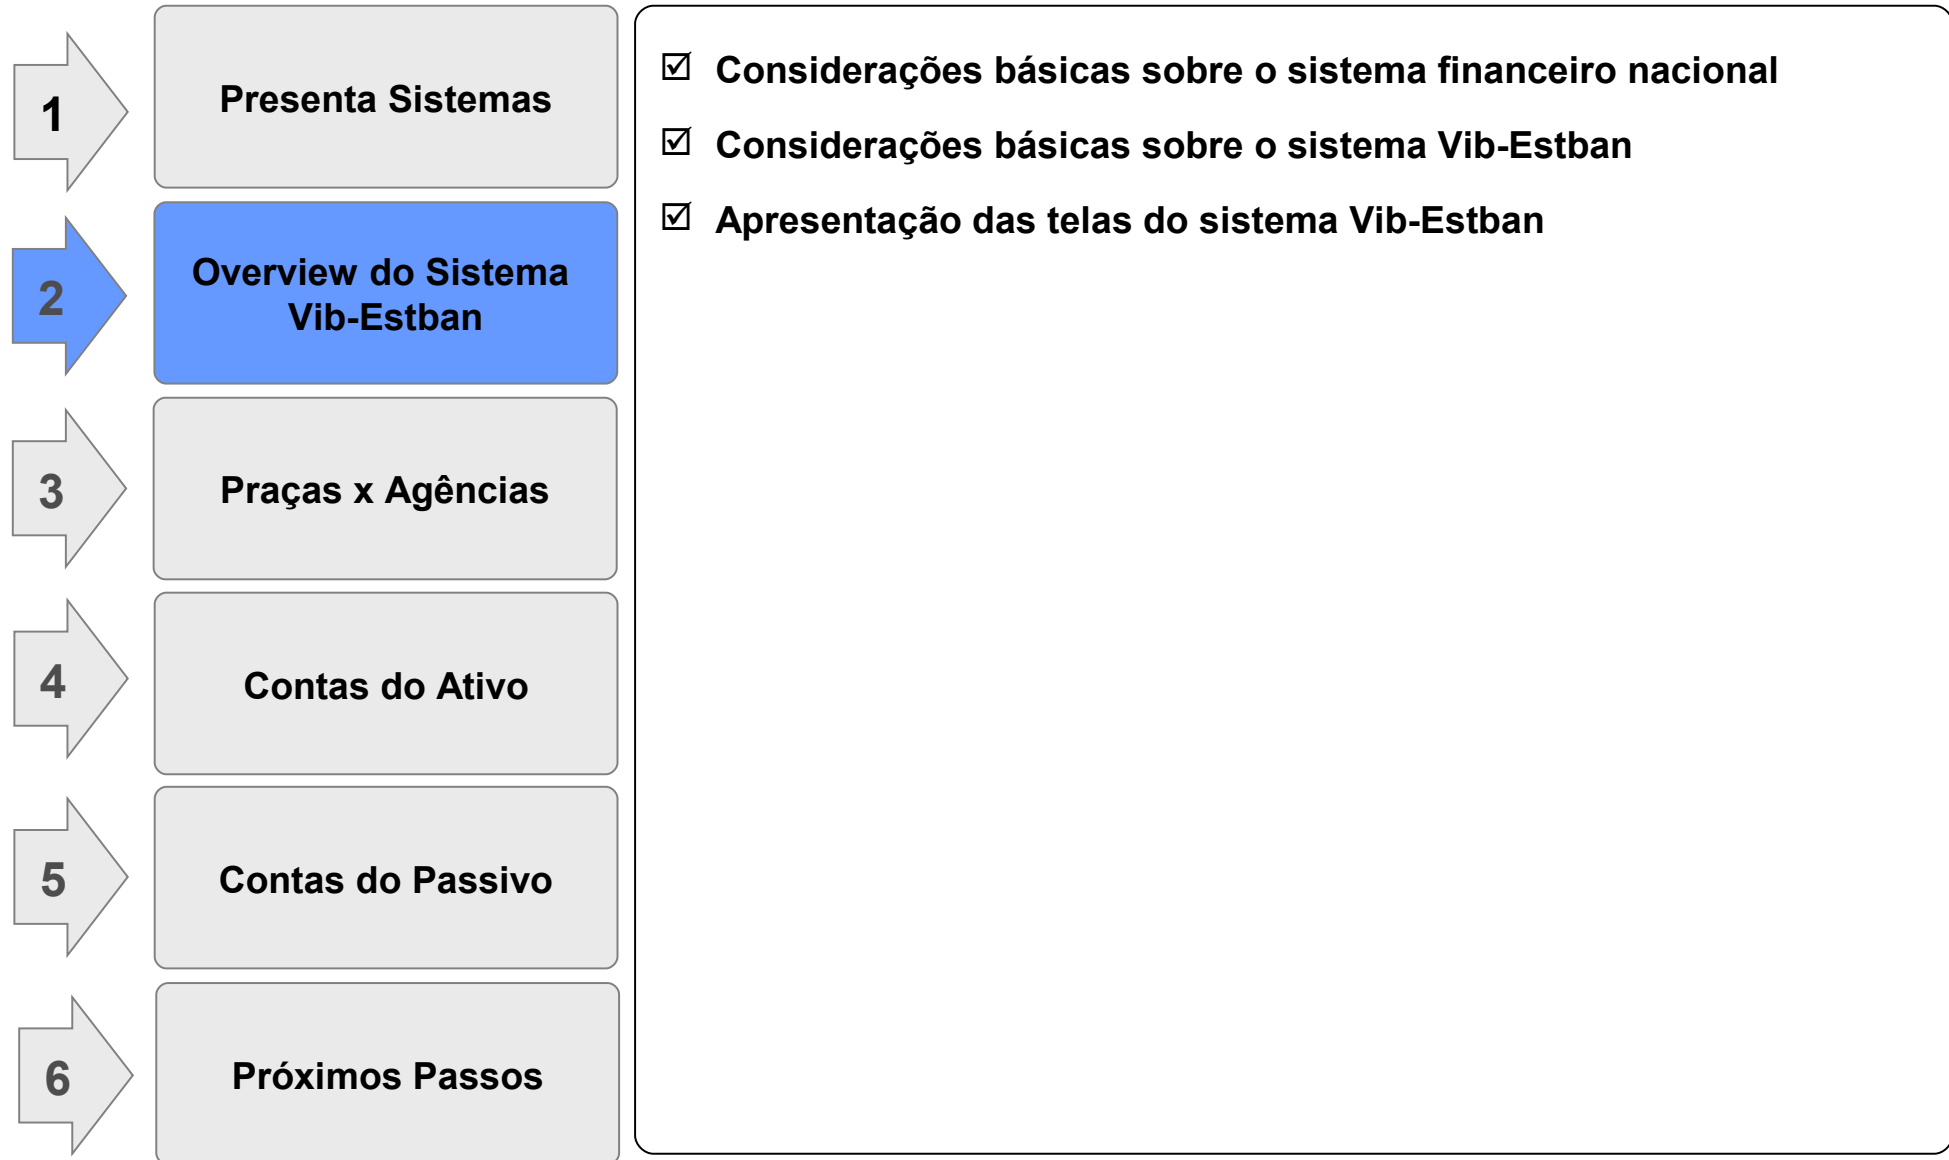 1
Presenta Sistemas
2
Overview do Sistema
Vib-Estban
3
Praças x Agências
4
Contas do Ativo
5
Contas do Passivo
6
Próximos Passos
☑ Considerações básicas sobre o sistema financeiro nacional
☑ Considerações básicas sobre o sistema Vib-Estban
☑ Apresentação das telas do sistema Vib-Estban